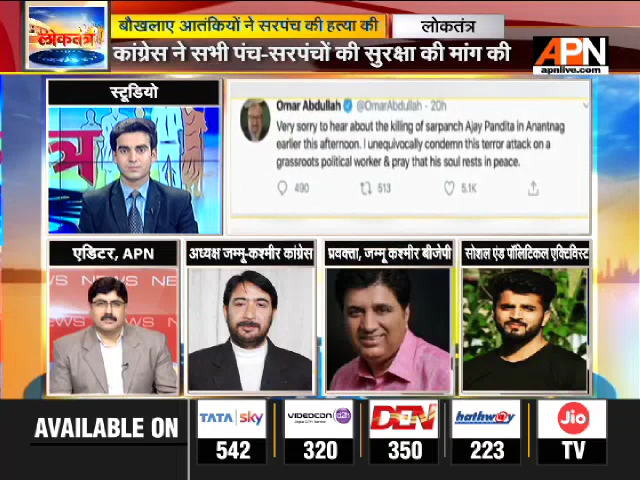 लोकतंत्र
बौखलाए आतंकियों ने सरपंच की हत्या की
लोकतंत्र
कांग्रेस ने सभी पंच-सरपंचों की सुरक्षा की मांग की
APN
apnlive.com
स्टूडियो
Omar Abdullah @OmarAbdullah · 20h
Very sorry to hear about the killing of sarpanch Ajay Pandita in Anantnag
earlier this afternoon. I unequivocally condemn this terror attack on a
grassroots political worker & pray that his soul rests in peace.
490 513 5.1K
एडिटर, APN
अध्यक्ष जम्मू-कश्मीर कांग्रेस
प्रवक्ता, जम्मू कश्मीर बीजेपी
सोशल एंड पॉलिटिकल एक्टिविस्ट
NEWS
AVAILABLE ON
TATA sky
542
VIDEOCON d2h
320
DEN
350
hathway
223
Jio
TV